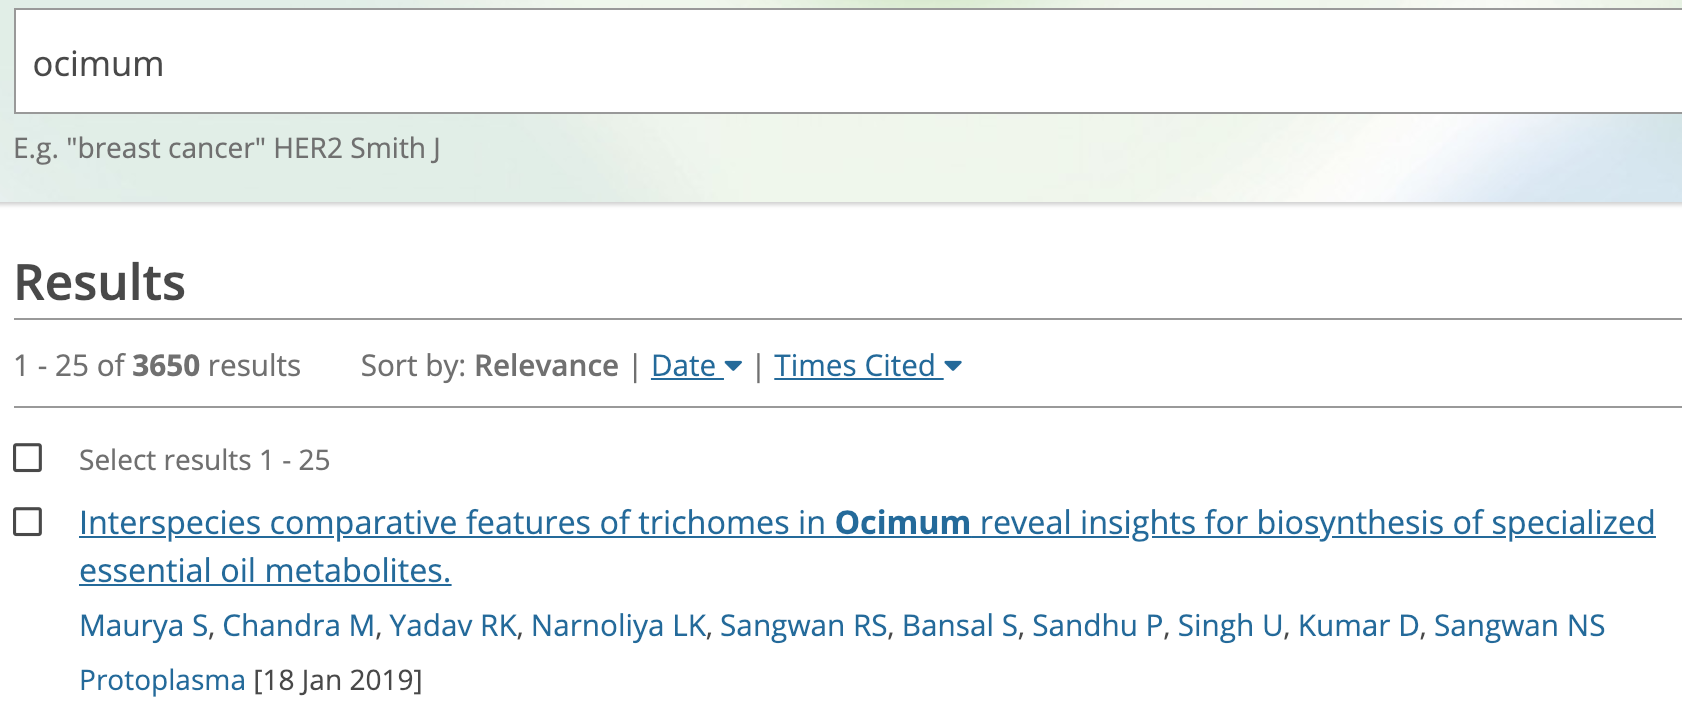 ocimum
E.g. "breast cancer" HER2 Smith J
Results
1 - 25 of 3650 results Sort by: Relevance | Date | Times Cited
Select results 1 - 25
Interspecies comparative features of trichomes in Ocimum reveal insights for biosynthesis of specialized
essential oil metabolites.
Maurya S, Chandra M, Yadav RK, Narnoliya LK, Sangwan RS, Bansal S, Sandhu P, Singh U, Kumar D, Sangwan NS
Protoplasma [18 Jan 2019]